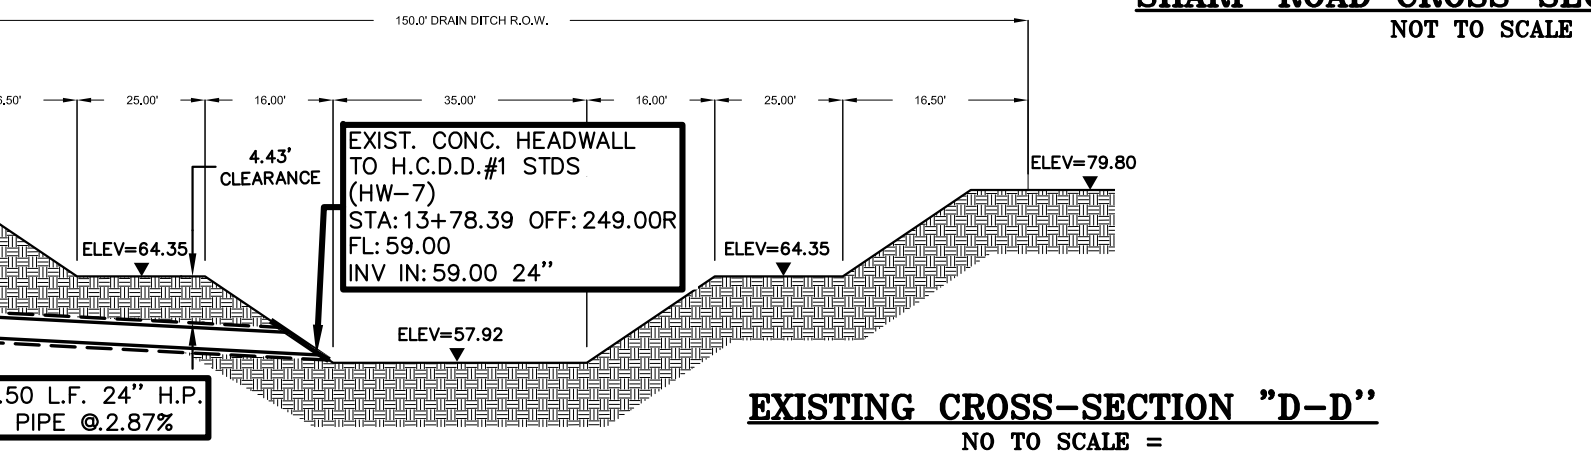 150.0' DRAIN DITCH R.O.W.
NOT TO SCALE
6.50' 25.00' 16.00' 35.00' 16.00' 25.00' 16.50'
EXIST. CONC. HEADWALL
TO H.C.D.D.#1 STDS
(HW-7)
STA:13+78.39 OFF:249.00R
FL:59.00
INV IN:59.00 24''
4.43'
CLEARANCE
ELEV=79.80
ELEV=64.35
ELEV=64.35
ELEV=57.92
.50 L.F. 24'' H.P.
PIPE @.2.87%
EXISTING CROSS-SECTION "D-D''
NO TO SCALE =